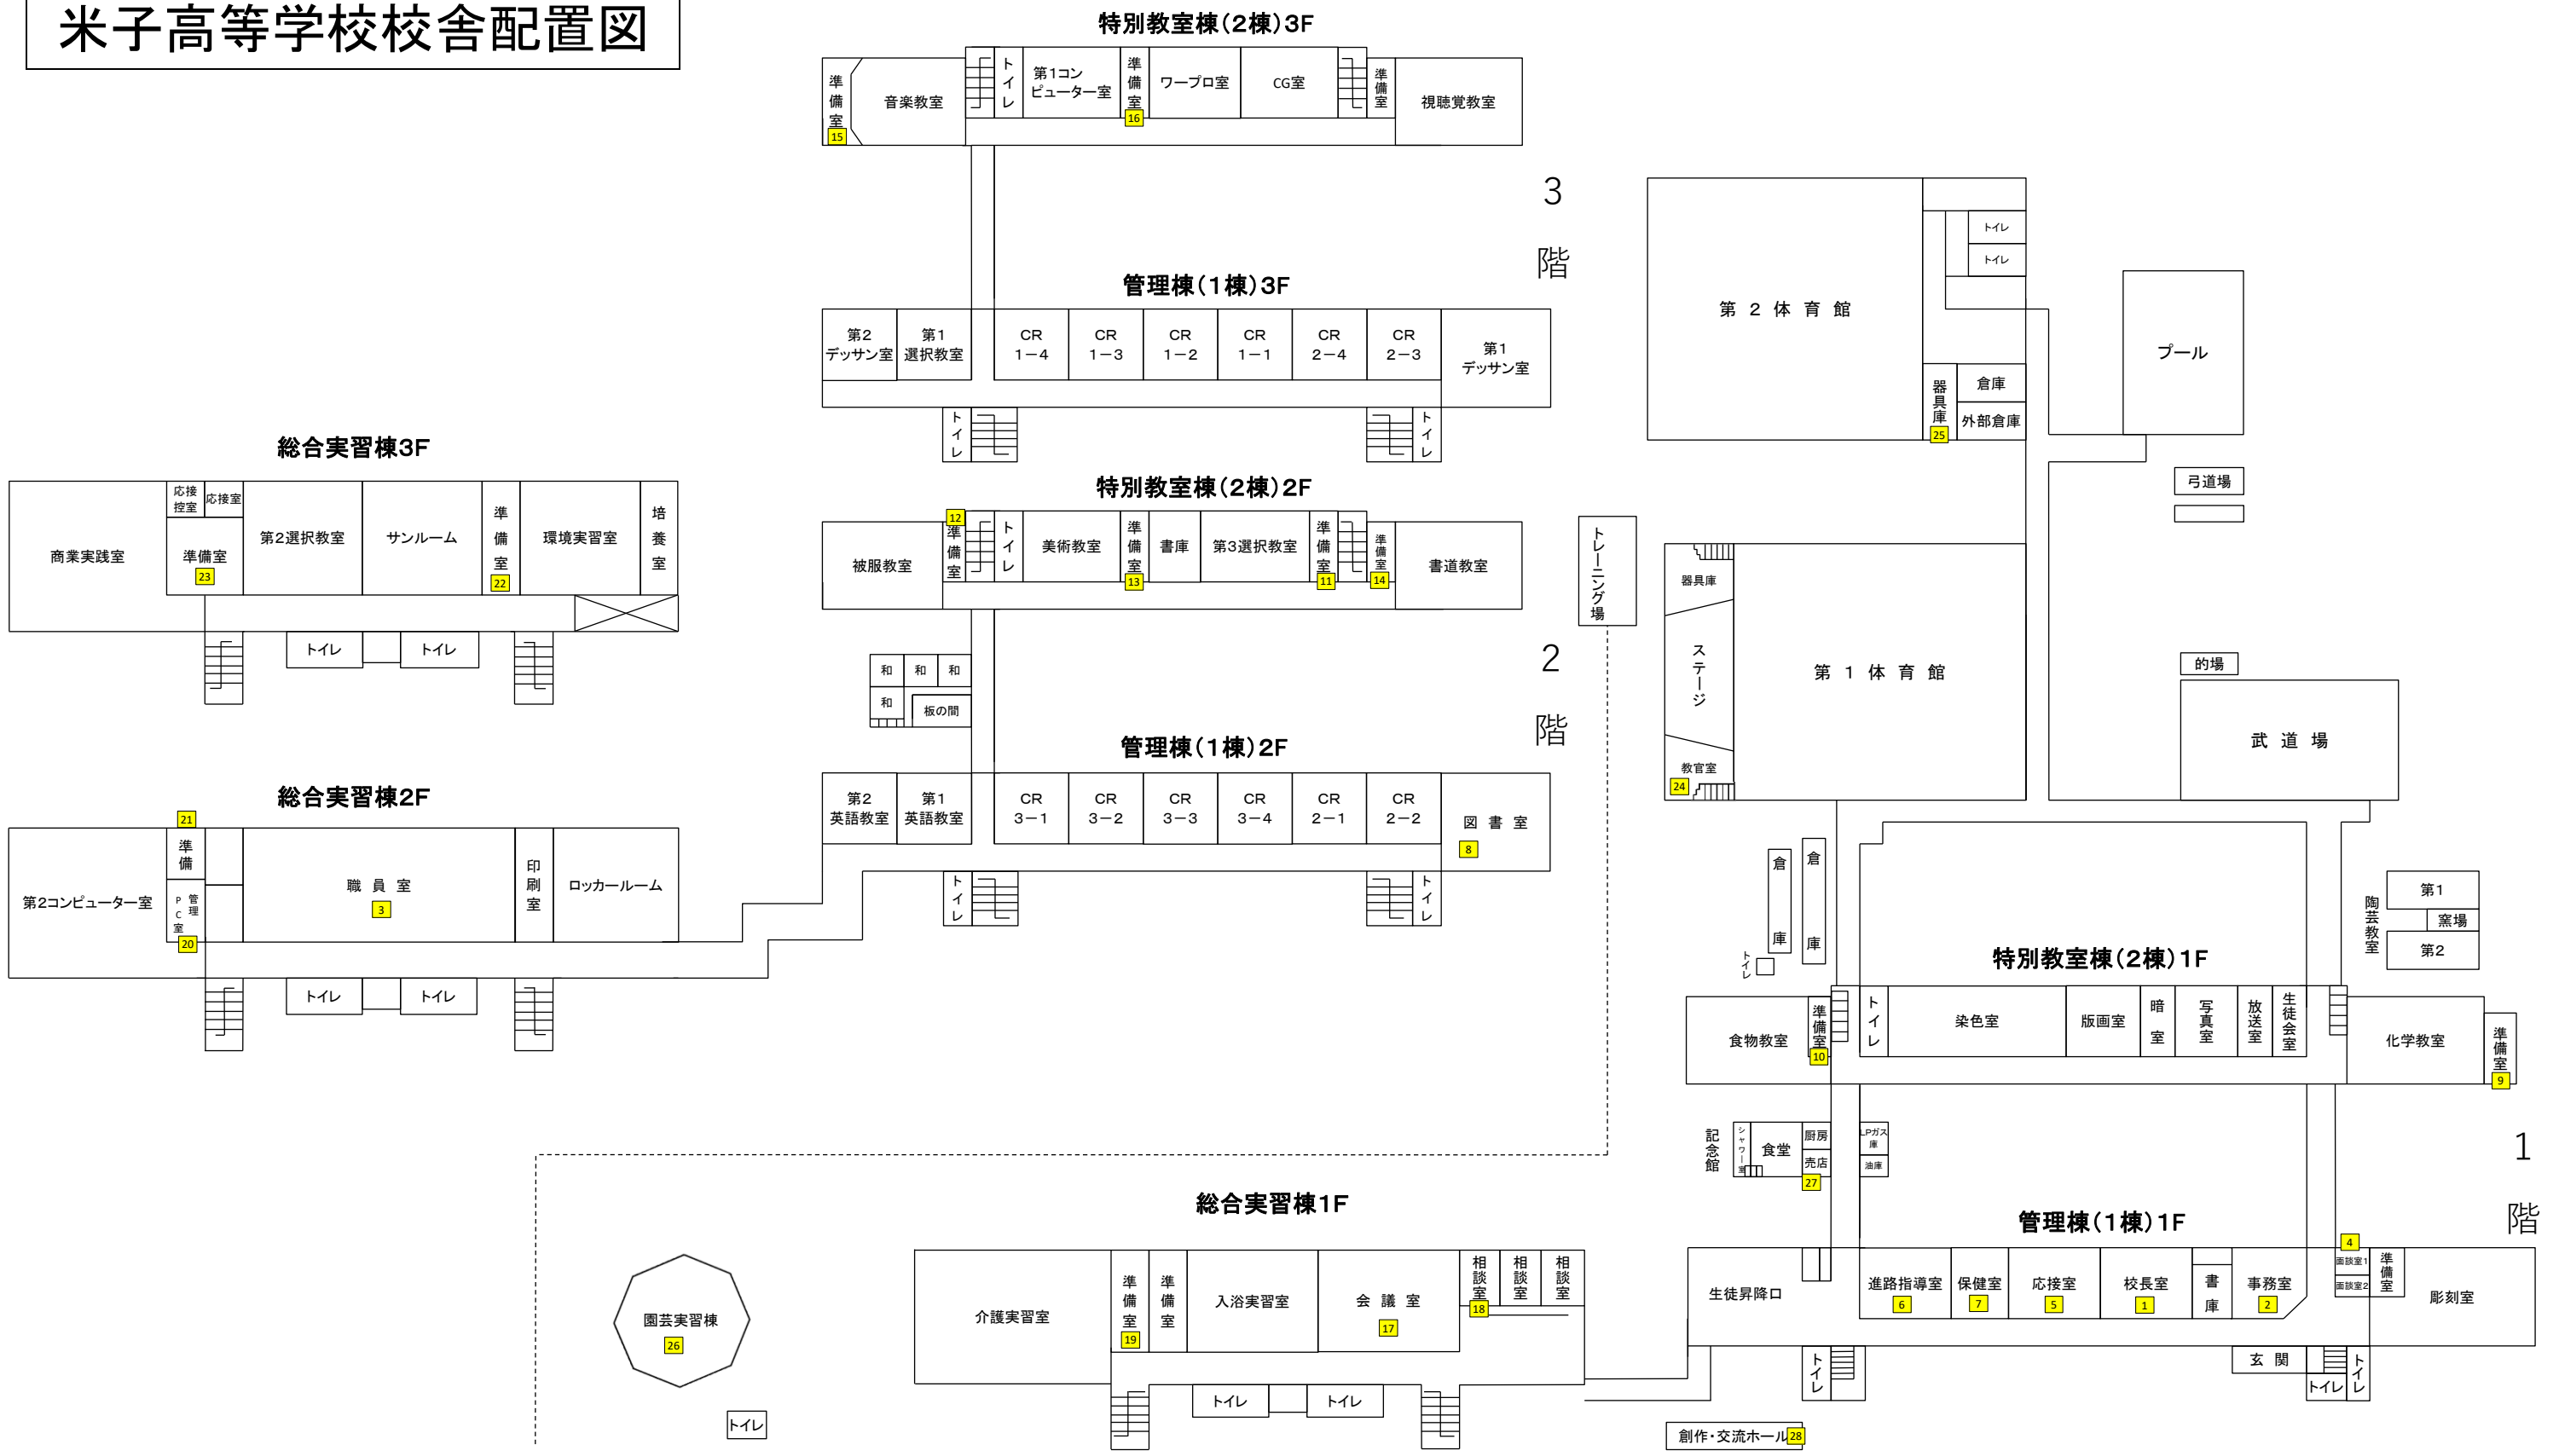 米子高等学校校舎配置図
特別教室棟(2棟)3F
準備室
15
音楽教室
トイレ
第1コン
ピューター室
準備室
16
ワープロ室
CG室
準備室
視聴覚教室
3
階
管理棟(1棟)3F
第2
デッサン室
第1
選択教室
CR
1－4
CR
1－3
CR
1－2
CR
1－1
CR
2－4
CR
2－3
第1
デッサン室
トイレ
トイレ
総合実習棟3F
商業実践室
応接
控室
応接室
準備室
23
第2選択教室
サンルーム
準備室
22
環境実習室
培養室
トイレ
トイレ
特別教室棟(2棟)2F
被服教室
12
準備室
トイレ
美術教室
準備室
13
書庫
第3選択教室
準備室
11
準備室
14
書道教室
2
階
和
和
和
和
板の間
管理棟(1棟)2F
第2
英語教室
第1
英語教室
CR
3－1
CR
3－2
CR
3－3
CR
3－4
CR
2－1
CR
2－2
図書室
8
トイレ
トイレ
総合実習棟2F
第2コンピューター室
21
準備
管理
PC室
20
職員室
3
印刷室
ロッカールーム
トイレ
トイレ
第2体育館
トイレ
トイレ
器具庫
25
倉庫
外部倉庫
プール
弓道場
トレーニング場
器具庫
ステージ
教官室
24
第1体育館
的場
武道場
倉庫
倉庫
トイレ
陶芸教室
第1
窯場
第2
特別教室棟(2棟)1F
食物教室
準備室
10
トイレ
染色室
版画室
暗室
写真室
放送室
生徒会室
化学教室
準備室
9
記念館
シャワー室
食堂
厨房
売店
27
LPガス
庫
油庫
1
階
管理棟(1棟)1F
生徒昇降口
進路指導室
6
保健室
7
応接室
5
校長室
1
書庫
事務室
2
4
面談室1
面談室2
準備室
彫刻室
トイレ
玄関
トイレ
トイレ
創作・交流ホール
28
総合実習棟1F
介護実習室
準備室
19
準備室
入浴実習室
会議室
17
相談室
18
相談室
相談室
トイレ
トイレ
園芸実習棟
26
トイレ